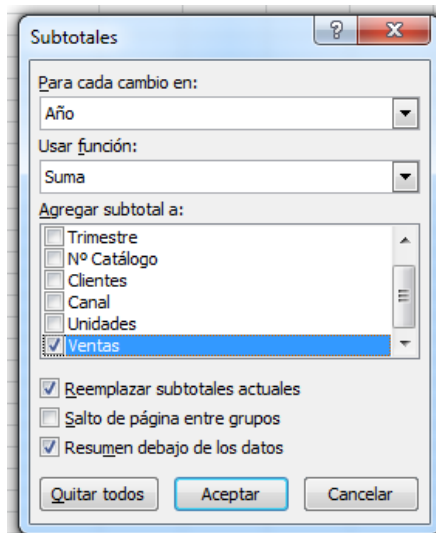 Subtotales
Para cada cambio en:
Año
Usar función:
Suma
Agregar subtotal a:
Trimestre
Nº Catálogo
Clientes
Canal
Unidades
Ventas
Reemplazar subtotales actuales
Salto de página entre grupos
Resumen debajo de los datos
Quitar todos Aceptar Cancelar